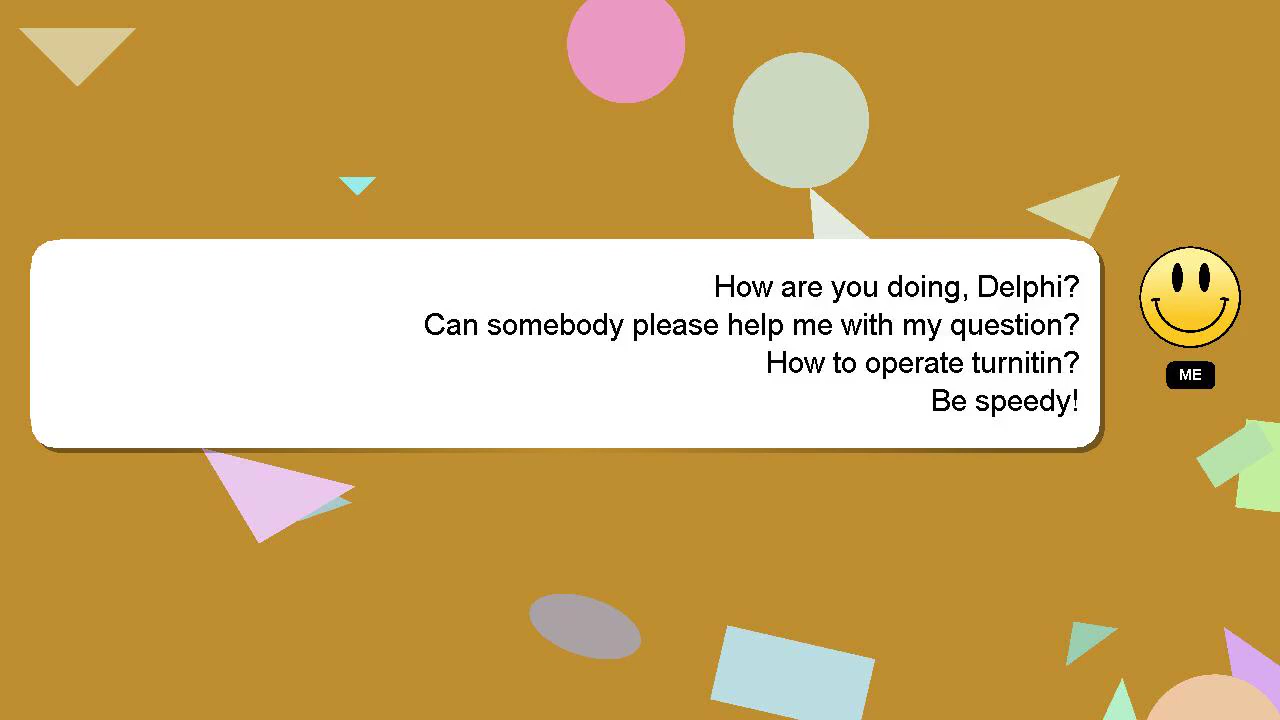 How are you doing, Delphi?
Can somebody please help me with my question?
How to operate turnitin?
Be speedy!
ME